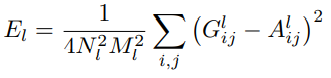 E_l = \frac{1}{4N_l^2 M_l^2} \sum_{i,j} \left( G_{ij}^l - A_{ij}^l \right)^2